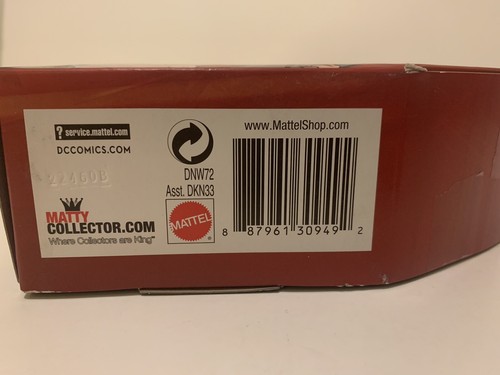 ? service.mattel.com
DCCOMICS.COM
MATTY
COLLECTOR.COM
Where Collectors are King™
DNW72
Asst. DKN33
MATTEL
®
www.MattelShop.com
8 87961 30949 2